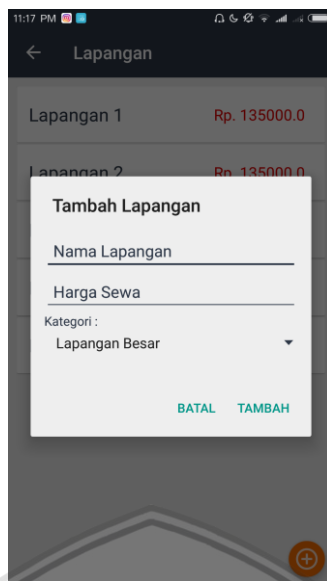 11:17 PM
Lapangan
Lapangan 1 Rp. 135000.0
Lapangan 2 Rp. 135000.0
Tambah Lapangan
Nama Lapangan
Harga Sewa
Kategori :
Lapangan Besar
BATAL TAMBAH